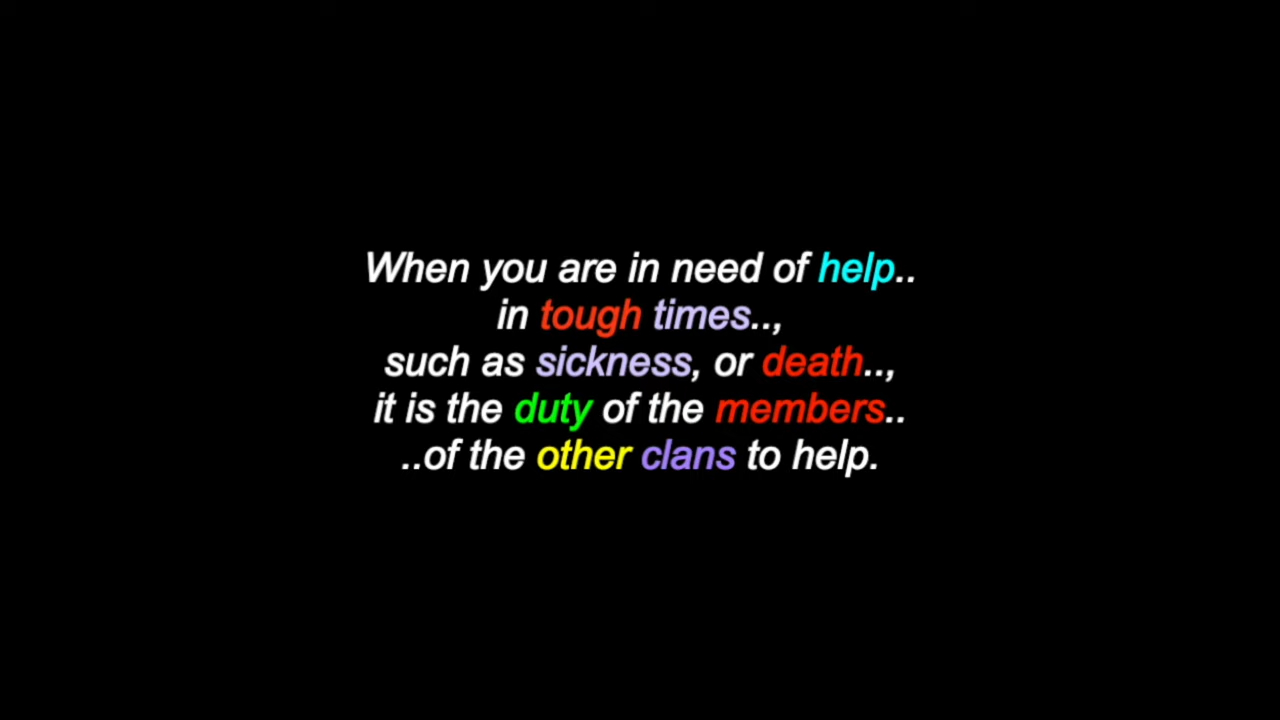 When you are in need of help..
in tough times..,
such as sickness, or death..,
it is the duty of the members..
..of the other clans to help.